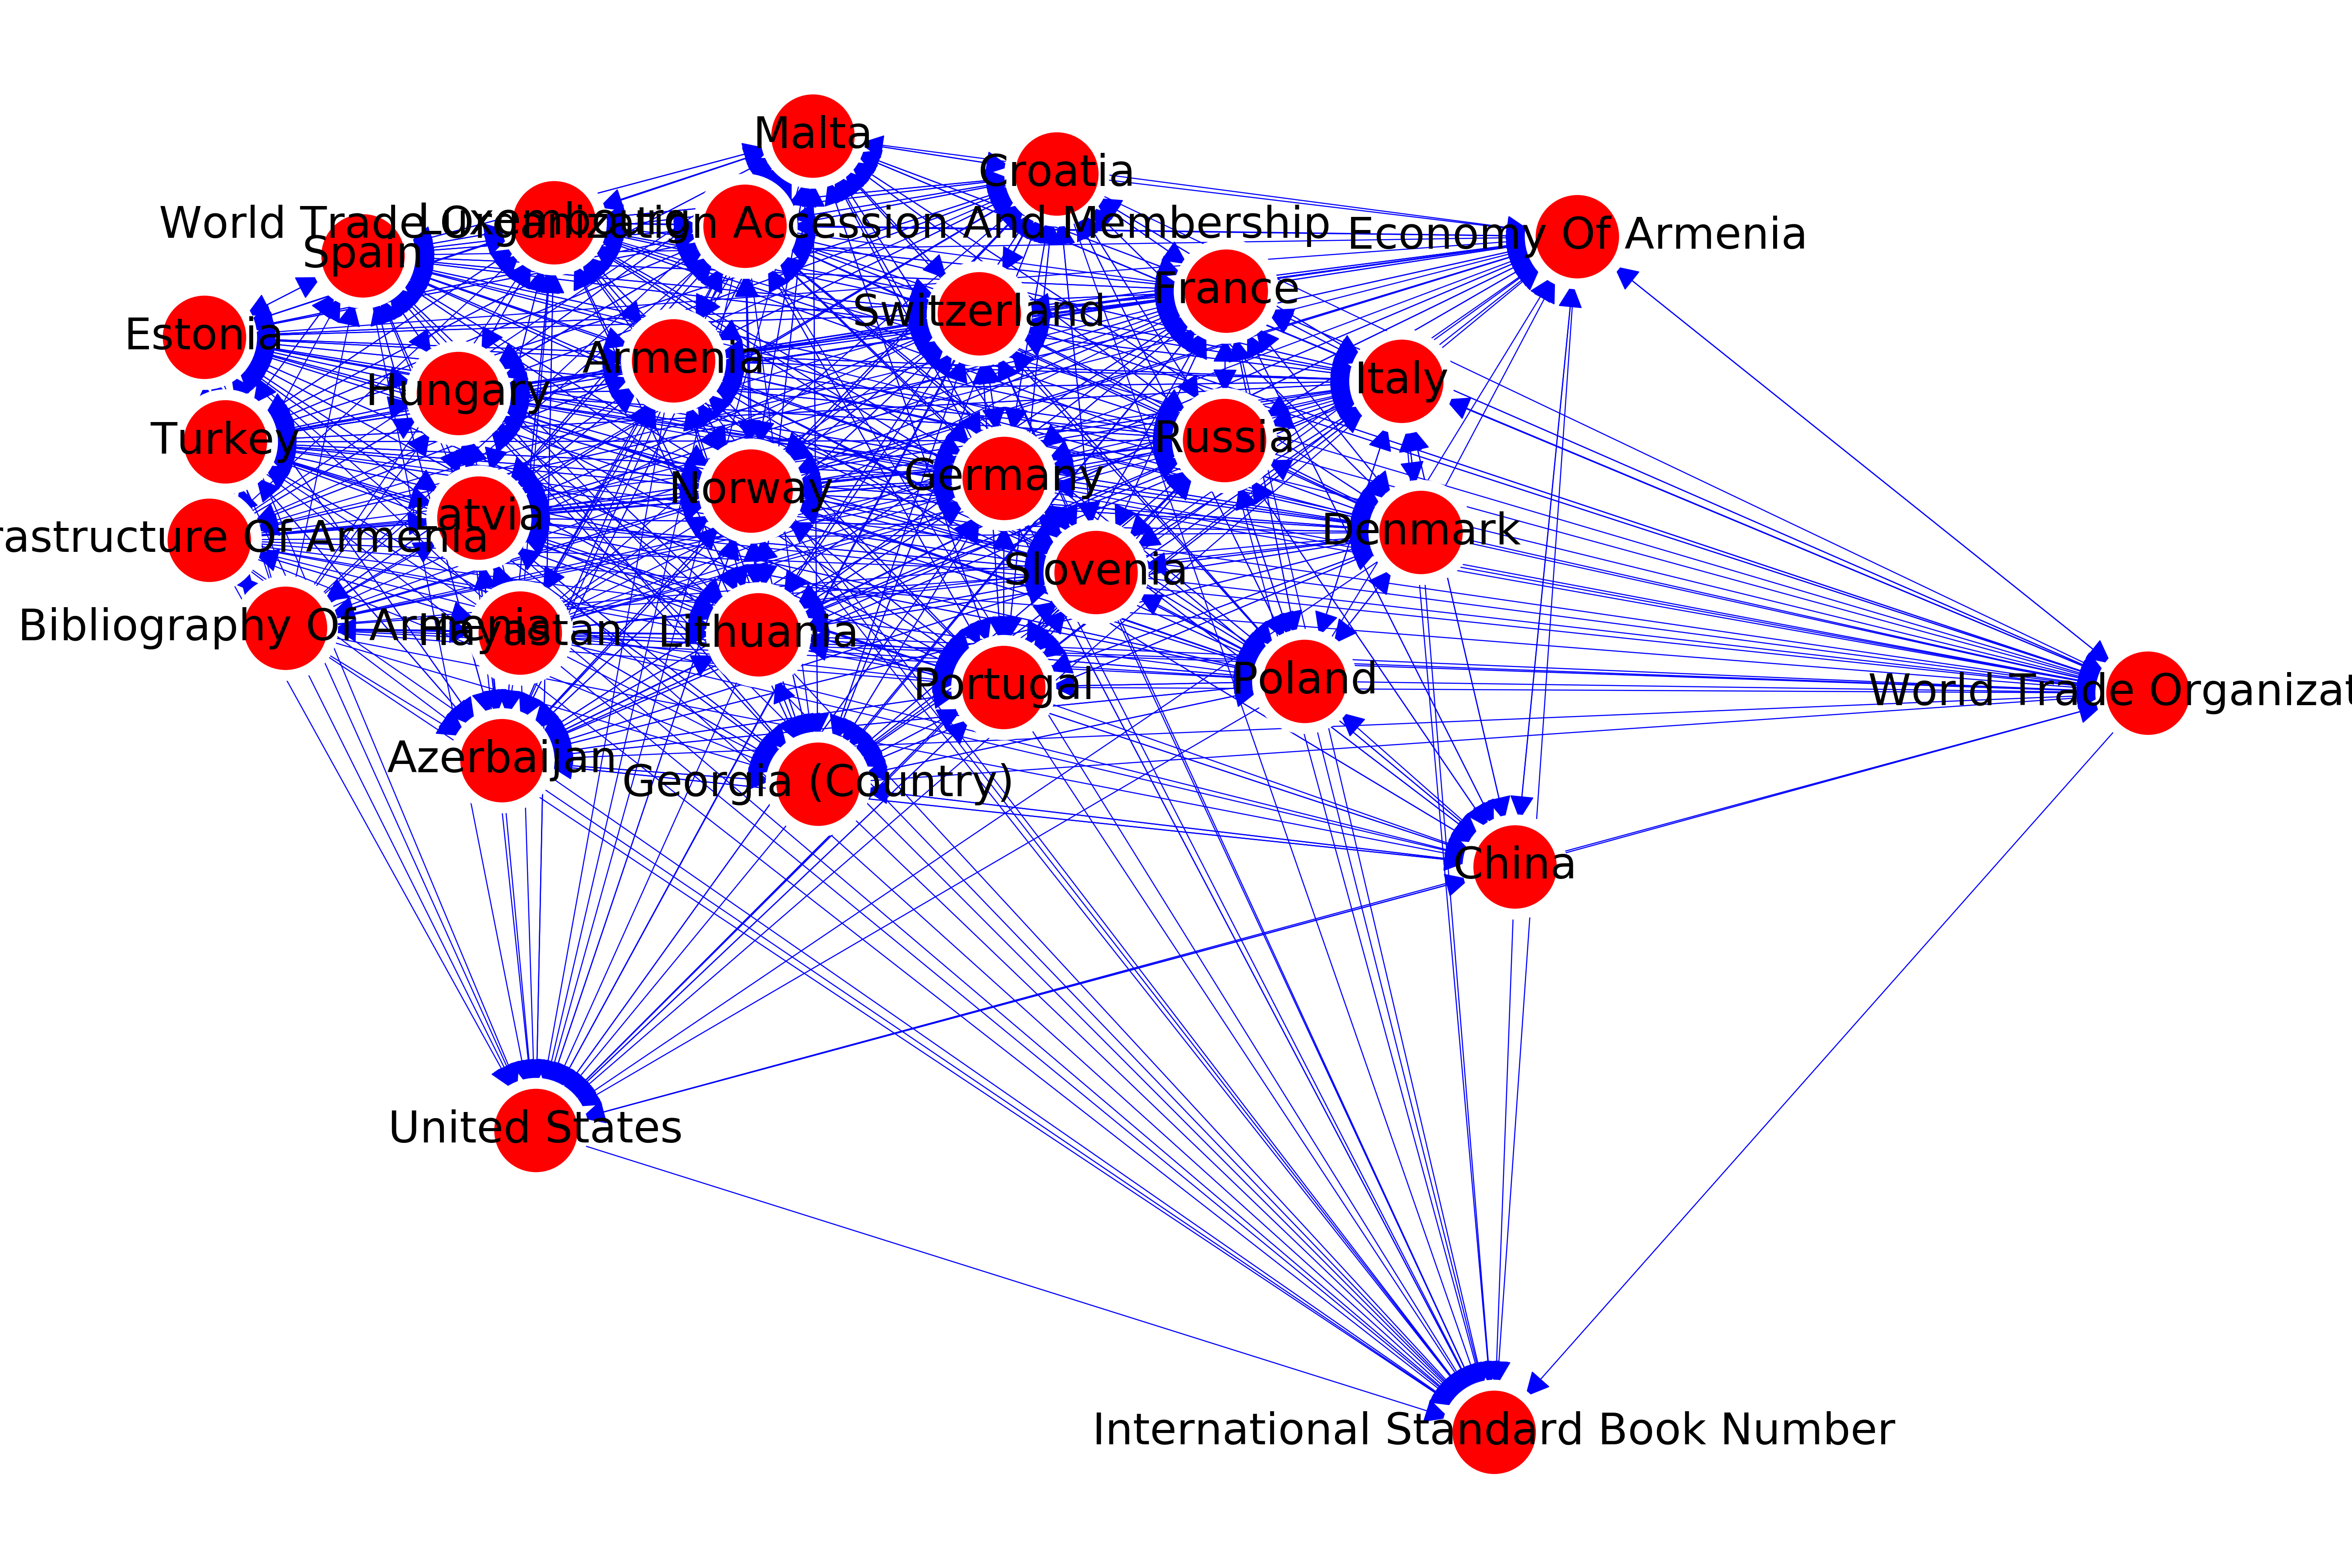 Malta
Croatia
World Trade Organization Accession And Membership
Luxembourg
Economy Of Armenia
Spain
France
Switzerland
Estonia
Armenia
Italy
Hungary
Turkey
Russia
Germany
Norway
Latvia
Denmark
rastructure Of Armenia
Slovenia
Bibliography Of Armenia
Hayastan
Lithuania
Portugal
Poland
World Trade Organizat
Azerbaijan
Georgia (Country)
China
United States
International Standard Book Number